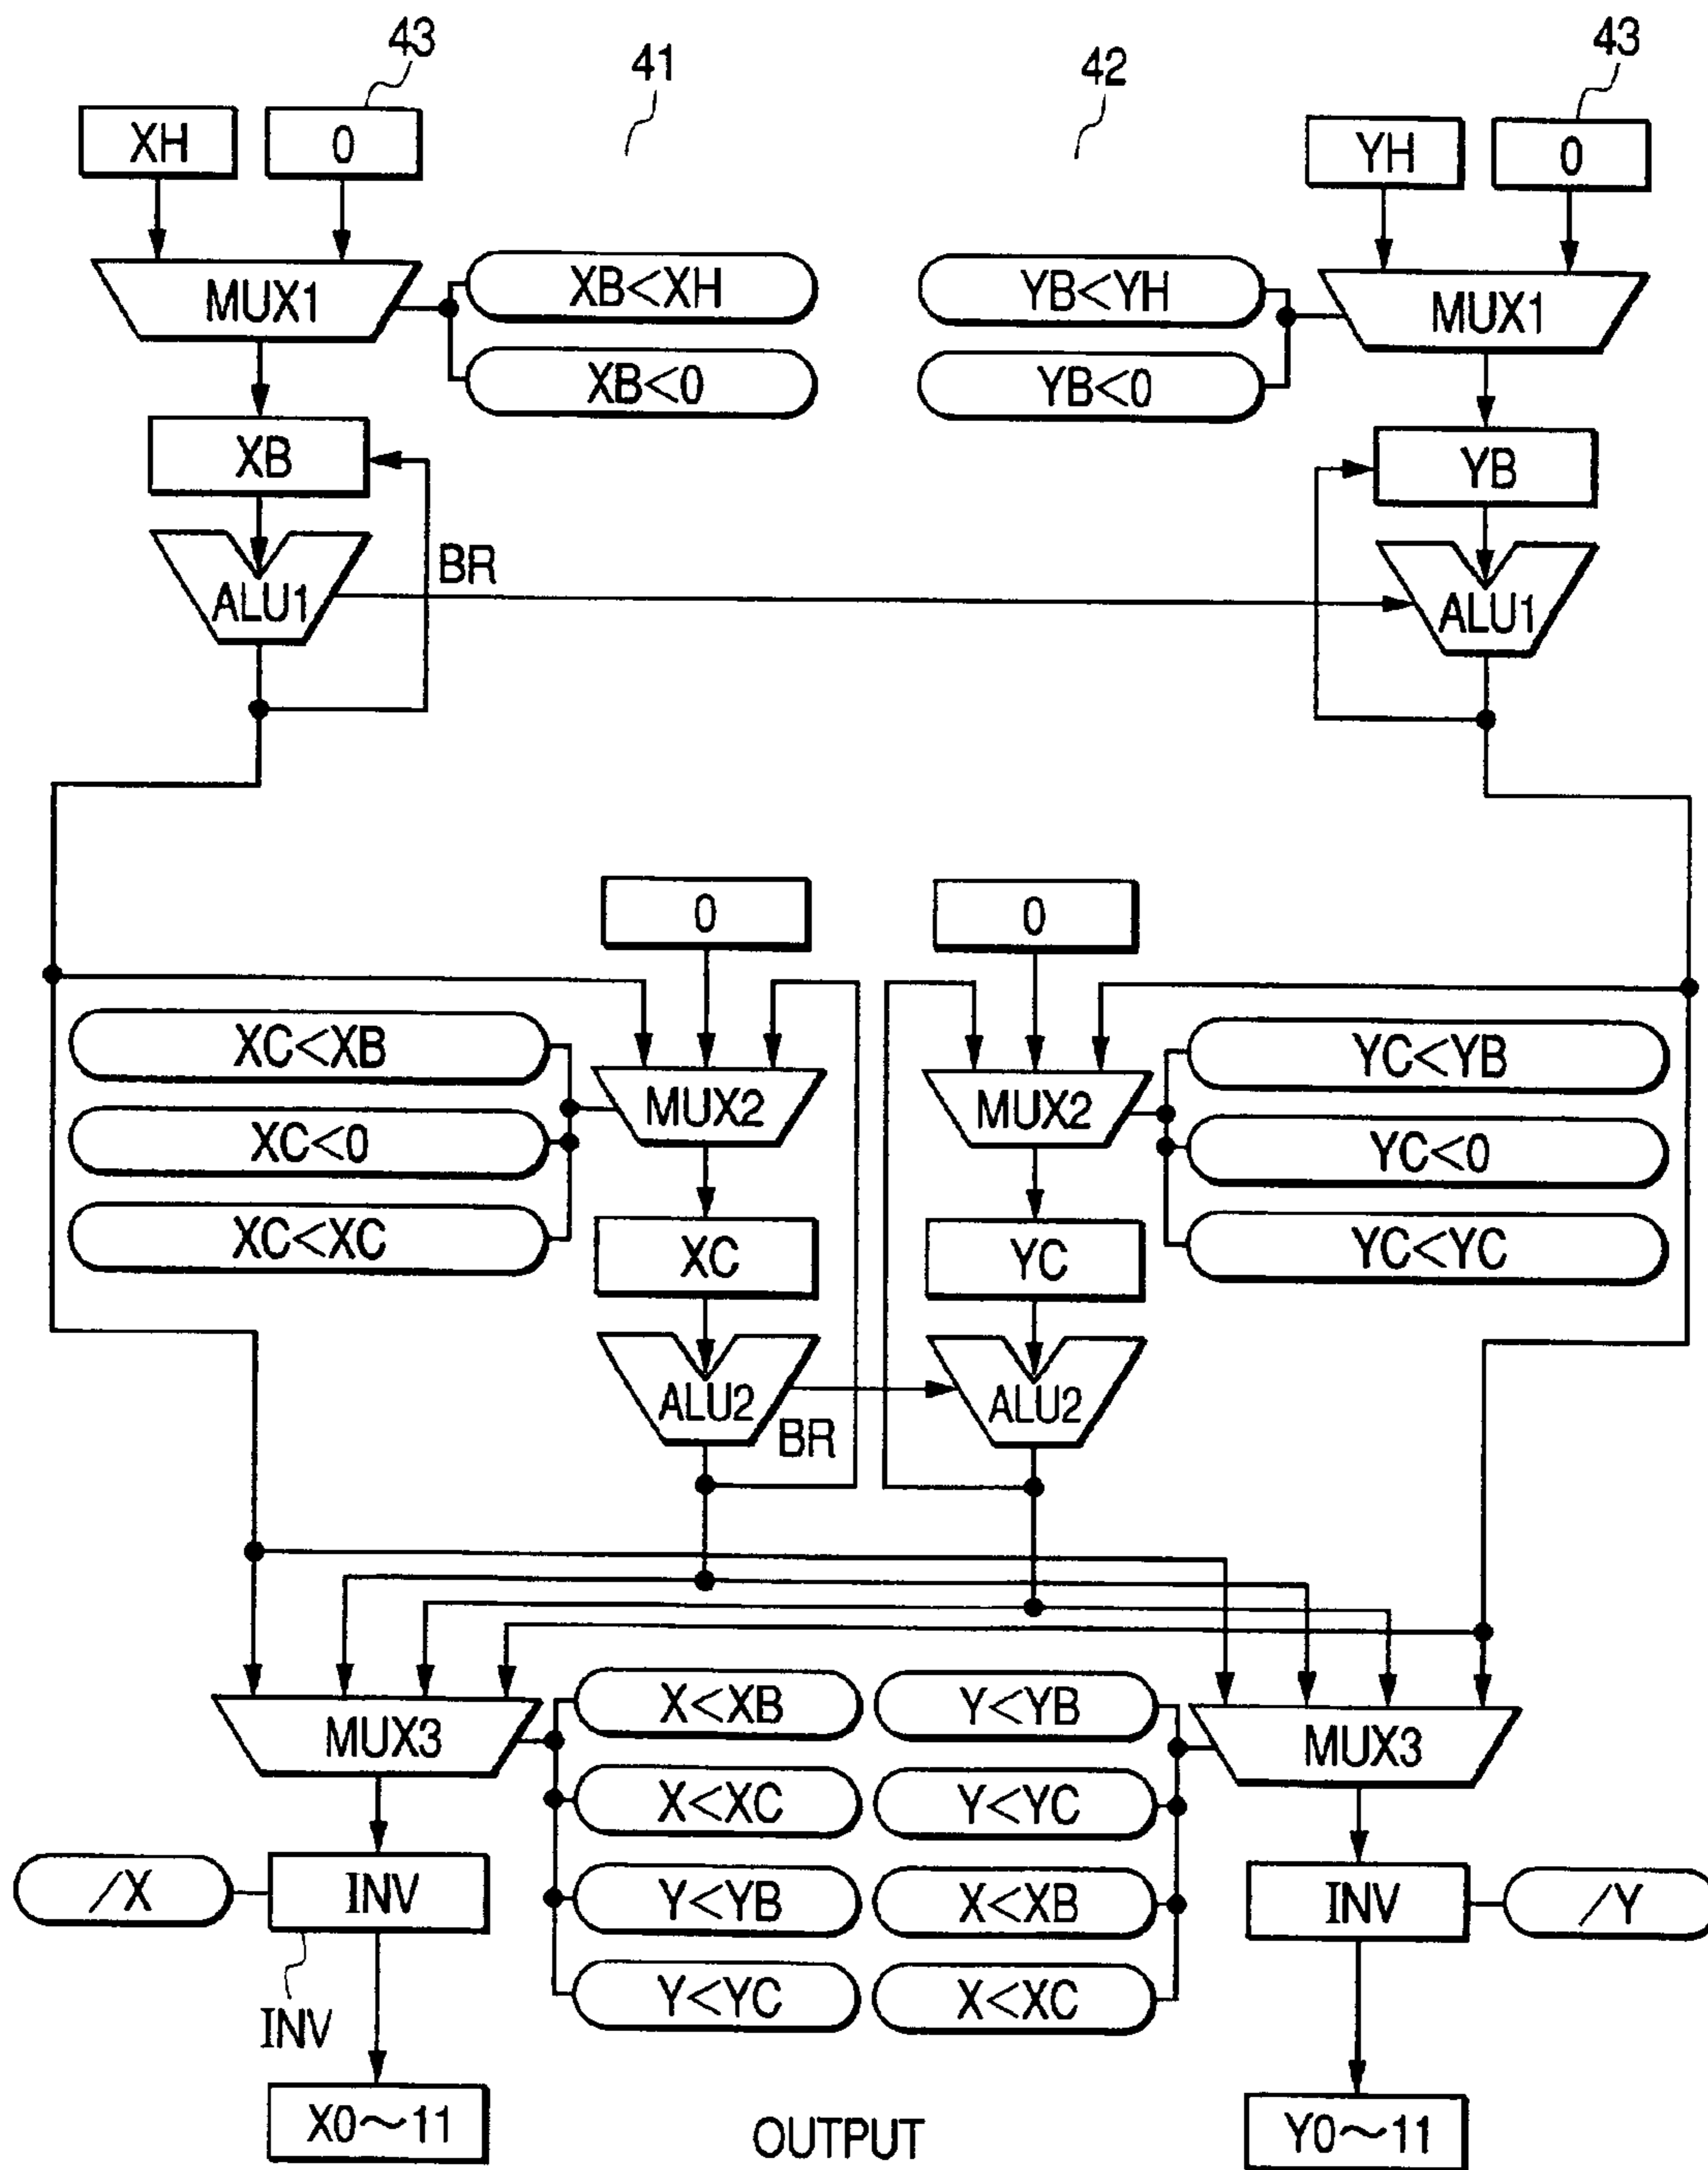 43 41 42 43
XH 0 YH 0
MUX1 XB<XH YB<YH MUX1
XB<0 YB<0
XB YB
BR
ALU1 ALU1
0 0
XC<XB YC<YB
MUX2 MUX2
XC<0 YC<0
XC<XC YC<YC
XC YC
ALU2 ALU2
BR
X<XB Y<YB
MUX3 MUX3
X<XC Y<YC
/X INV Y<YB X<XB INV /Y
Y<YC X<XC
INV
X0~11 OUTPUT Y0~11